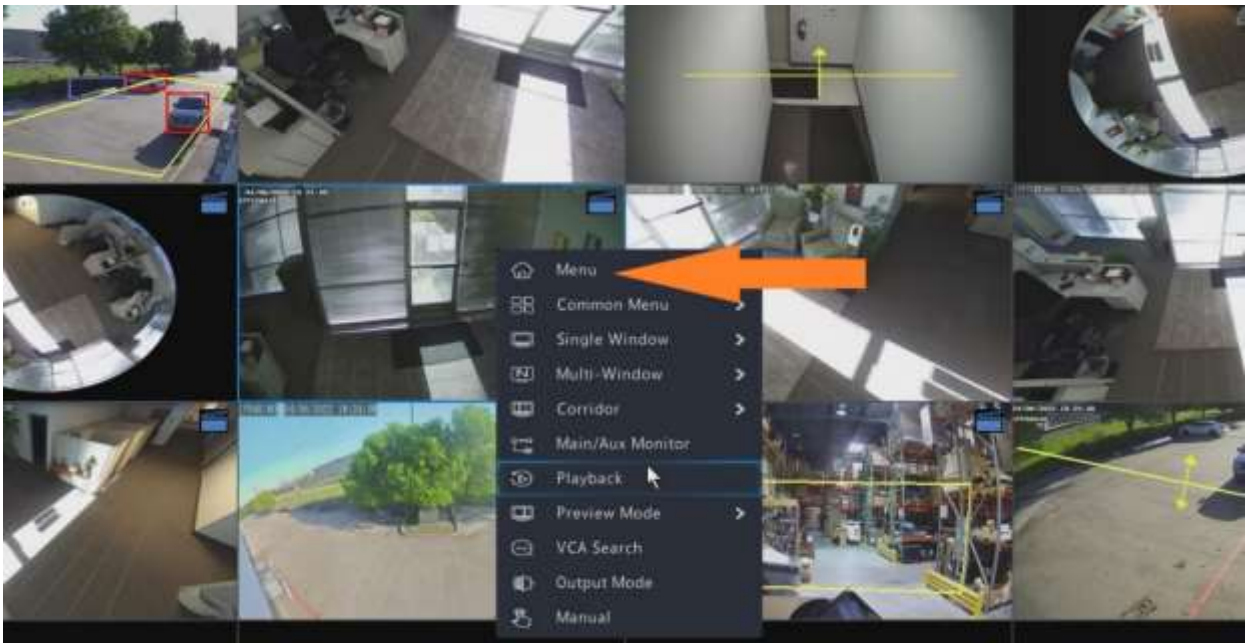 Menu
Common Menu
Single Window
Multi-Window
Corridor
Main/Aux Monitor
Playback
Preview Mode
VCA Search
Output Mode
Manual